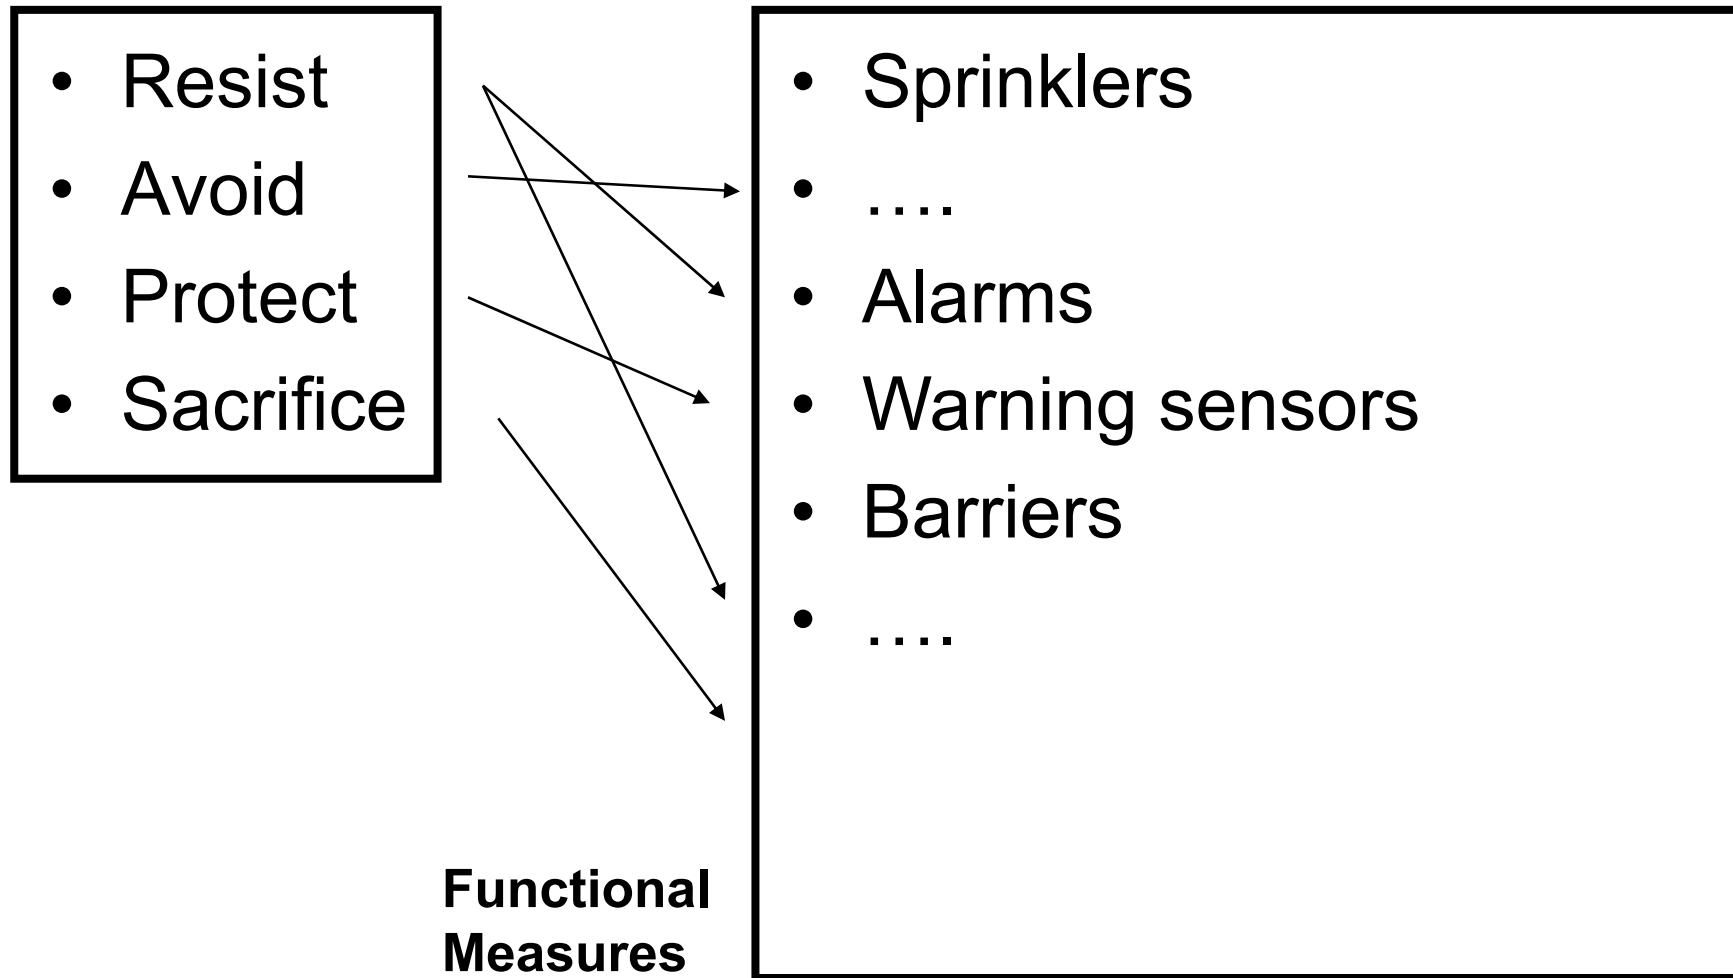 • Resist
• Avoid
• Protect
• Sacrifice
• Sprinklers
• ….
• Alarms
• Warning sensors
• Barriers
• ….
Functional
Measures